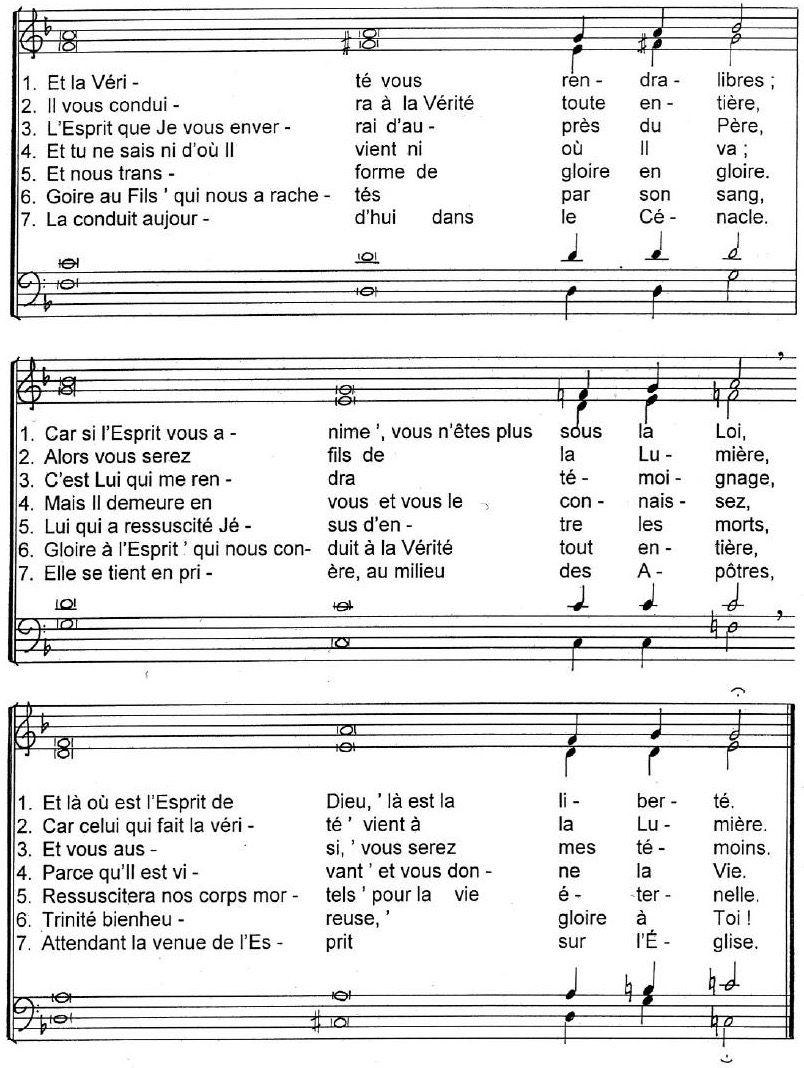 1. Et la Véri - té vous ren - dra - libres ;
2. Il vous condui - ra à la Vérité toute en - tière,
3. L'Esprit que Je vous enver - rai d'au - près du Père,
4. Et tu ne sais ni d'où Il vient ni où Il va ;
5. Et nous trans - forme de gloire en gloire.
6. Goire au Fils ' qui nous a rache - tés par son sang,
7. La conduit aujour - d'hui dans le Cé - nacle.
1. Car si l'Esprit vous a - nime ', vous n'êtes plus sous la Loi,
2. Alors vous serez fils de la Lu - mière,
3. C'est Lui qui me ren - dra té - moi - gnage,
4. Mais Il demeure en vous et vous le con - nais - sez,
5. Lui qui a ressuscité Jé - sus d'en - tre les morts,
6. Gloire à l'Esprit ' qui nous con- duit à la Vérité tout en - tière,
7. Elle se tient en pri - ère, au milieu des A - pôtres,
1. Et là où est l'Esprit de Dieu, ' là est la li - ber - té.
2. Car celui qui fait la véri - té ' vient à la Lu - mière.
3. Et vous aus - si, ' vous serez mes té - moins.
4. Parce qu'Il est vi - vant ' et vous don - ne la Vie.
5. Ressuscitera nos corps mor - tels ' pour la vie é - ter - nelle.
6. Trinité bienheu - reuse, ' gloire à Toi !
7. Attendant la venue de l'Es - prit sur l'É - glise.